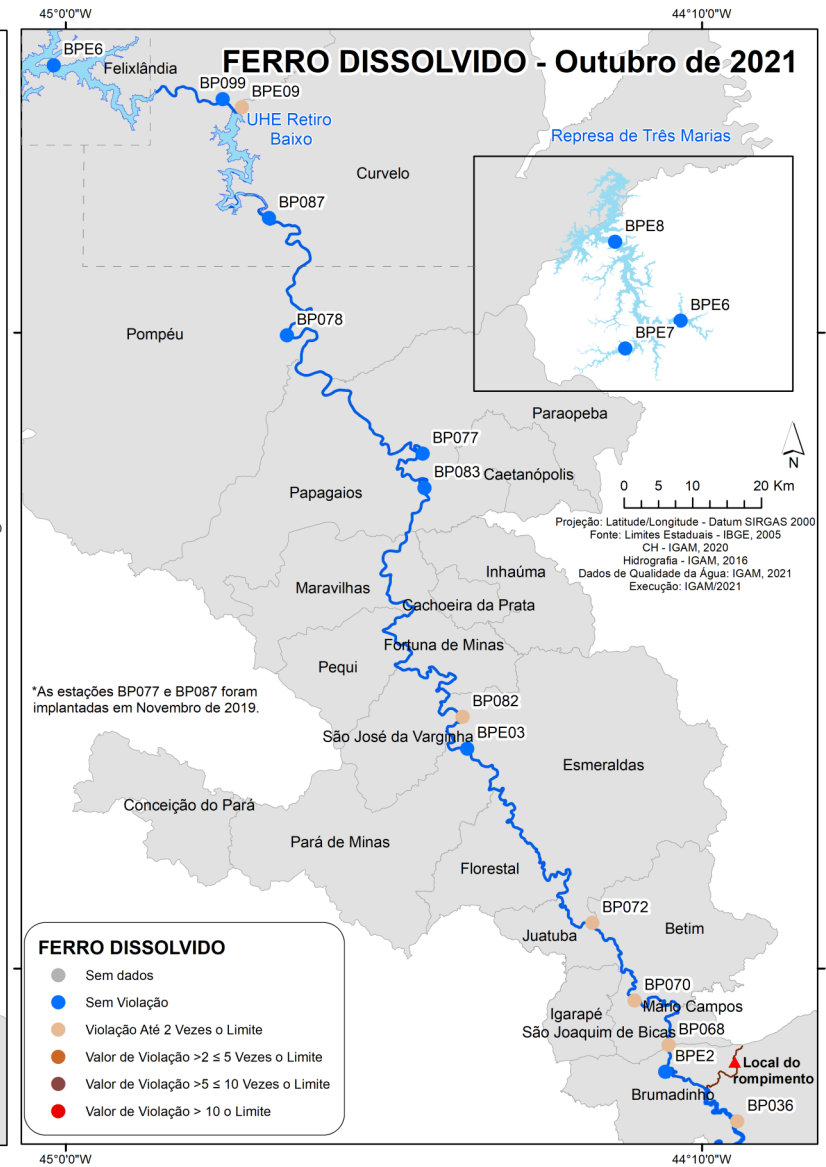 45°0'0"W
44°10'0"W
FERRO DISSOLVIDO - Outubro de 2021
BPE6
Felixlândia
BP099
BPE09
UHE Retiro
Baixo
Represa de Três Marias
Curvelo
BP087
BPE8
BPE6
BPE7
BP078
Pompéu
Paraopeba
BP077
BP083
Caetanópolis
Papagaios
N
0 5 10 20 Km
Projeção: Latitude/Longitude - Datum SIRGAS 2000
Fonte: Limites Estaduais - IBGE, 2005
CH - IGAM, 2020
Hidrografia - IGAM, 2016
Dados de Qualidade da Água: IGAM, 2021
Execução: IGAM/2021
Inhaúma
Maravilhas
Cachoeira da Prata
Fortuna de Minas
Pequi
*As estações BP077 e BP087 foram
implantadas em Novembro de 2019.
BP082
São José da Varginha
BPE03
Esmeraldas
Conceição do Pará
Pará de Minas
Florestal
BP072
Juatuba
Betim
BP070
Mário Campos
Igarapé
São Joaquim de Bicas
BP068
BPE2
Local do
rompimento
Brumadinho
BP036
FERRO DISSOLVIDO
Sem dados
Sem Violação
Violação Até 2 Vezes o Limite
Valor de Violação >2 ≤ 5 Vezes o Limite
Valor de Violação >5 ≤ 10 Vezes o Limite
Valor de Violação > 10 o Limite
45°0'0"W
44°10'0"W